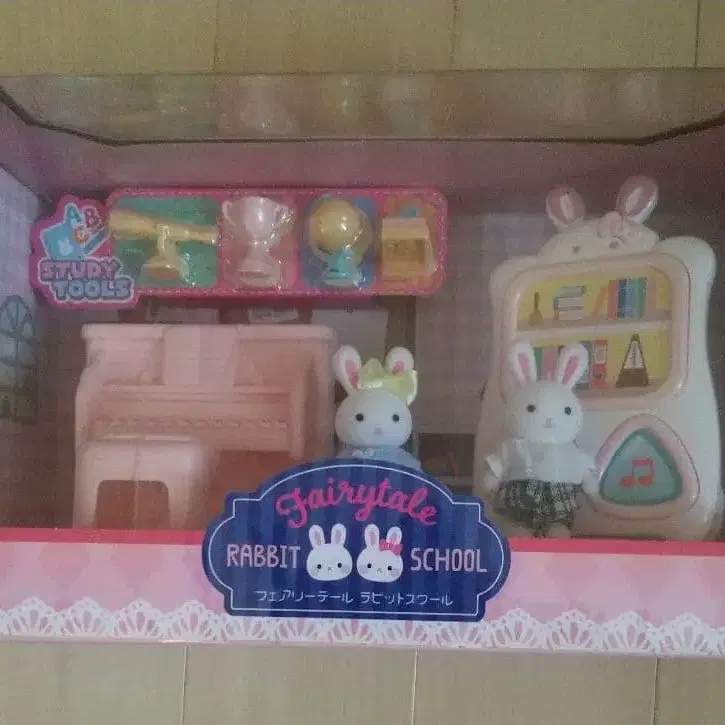 A B C
STUDY
TOOLS
Fairytale
RABBIT SCHOOL
フェアリーテール ラビットスクール